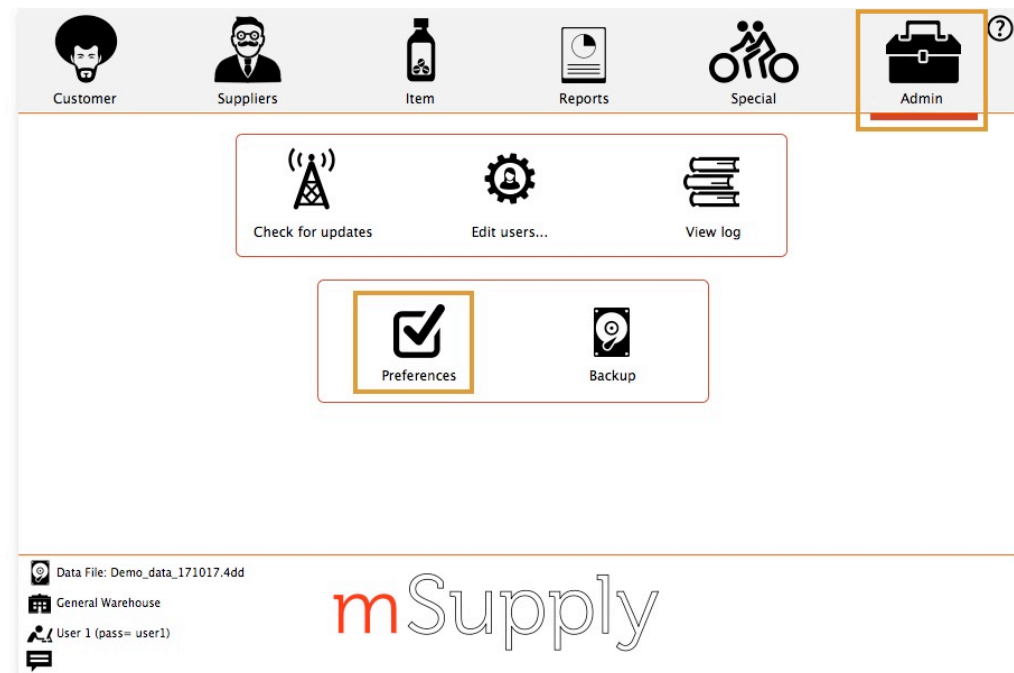 Customer
Suppliers
Item
Reports
Special
Admin
?
Check for updates
Edit users...
View log
Preferences
Backup
Data File: Demo_data_171017.4dd
General Warehouse
User 1 (pass= user1)
mSupply